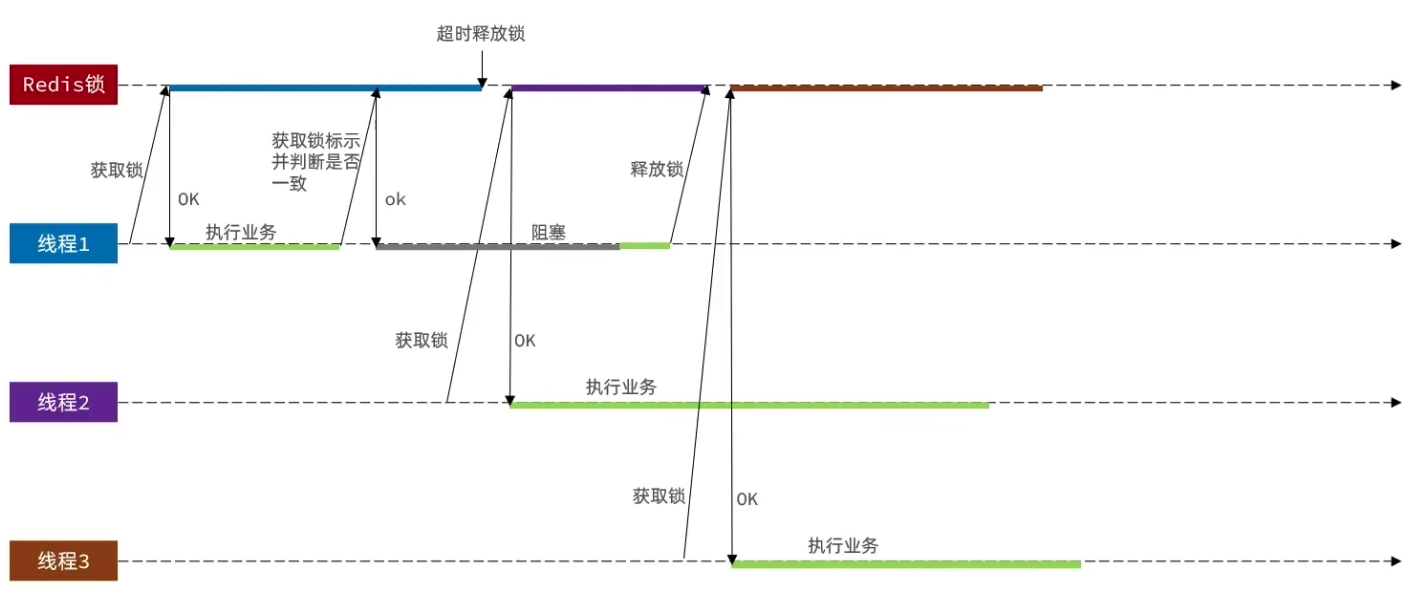 超时释放锁
Redis锁
获取锁标示
并判断是否
一致
获取锁
释放锁
OK
ok
线程1
执行业务
阻塞
获取锁
OK
线程2
执行业务
获取锁
OK
线程3
执行业务